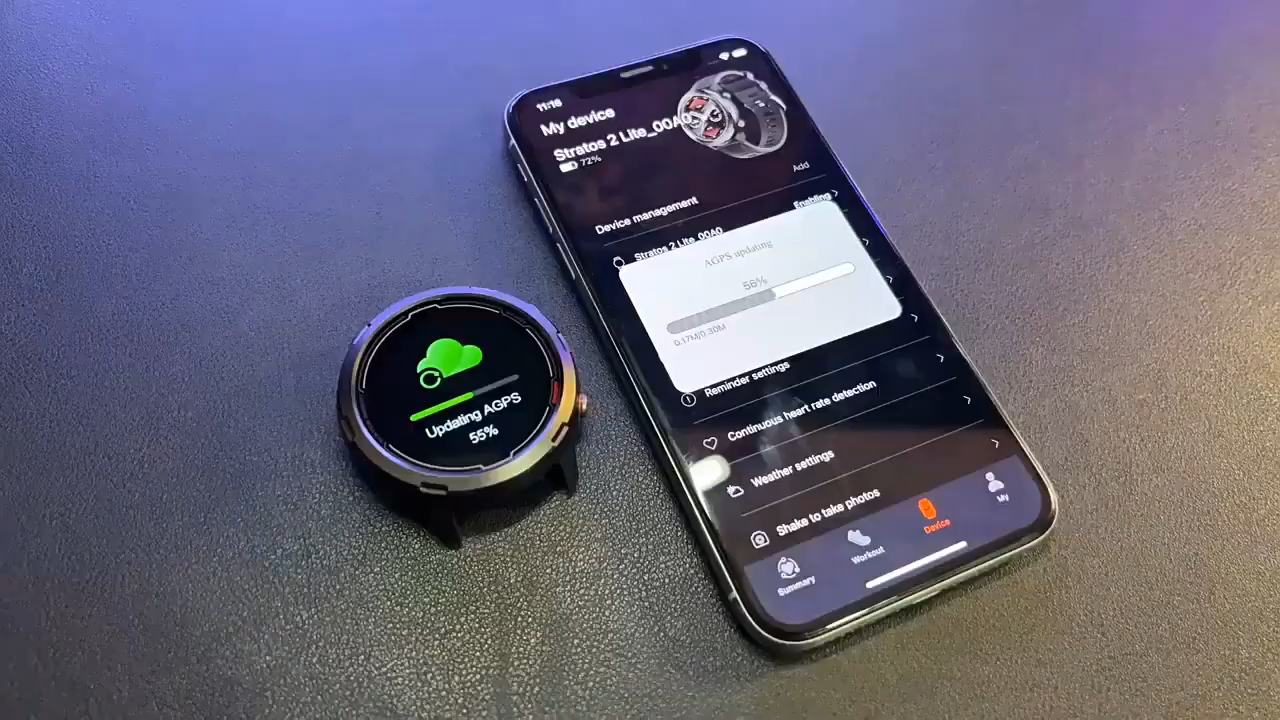 Updating AGPS
55%
11:16
My device
Stratos 2 Lite_00A0
72%
Add
Device management
Enabling
Stratos 2 Lite_00A0
AGPS updating
56%
0.17M/0.30M
Reminder settings
Continuous heart rate detection
Weather settings
Shake to take photos
Summary
Workout
Device
My